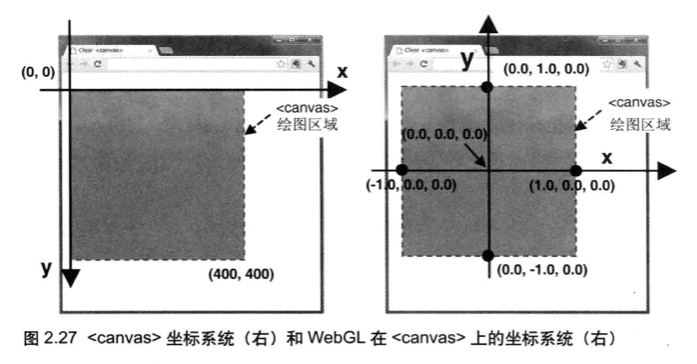 Clear <canvas>
(0, 0)
x
<canvas>
绘图区域
y
(400, 400)
Clear <canvas>
y
(0.0, 1.0, 0.0)
<canvas>
绘图区域
(0.0, 0.0, 0.0)
x
(-1.0, 0.0, 0.0)
(1.0, 0.0, 0.0)
(0.0, -1.0, 0.0)
图 2.27 <canvas> 坐标系统（右）和 WebGL 在 <canvas> 上的坐标系统（右）